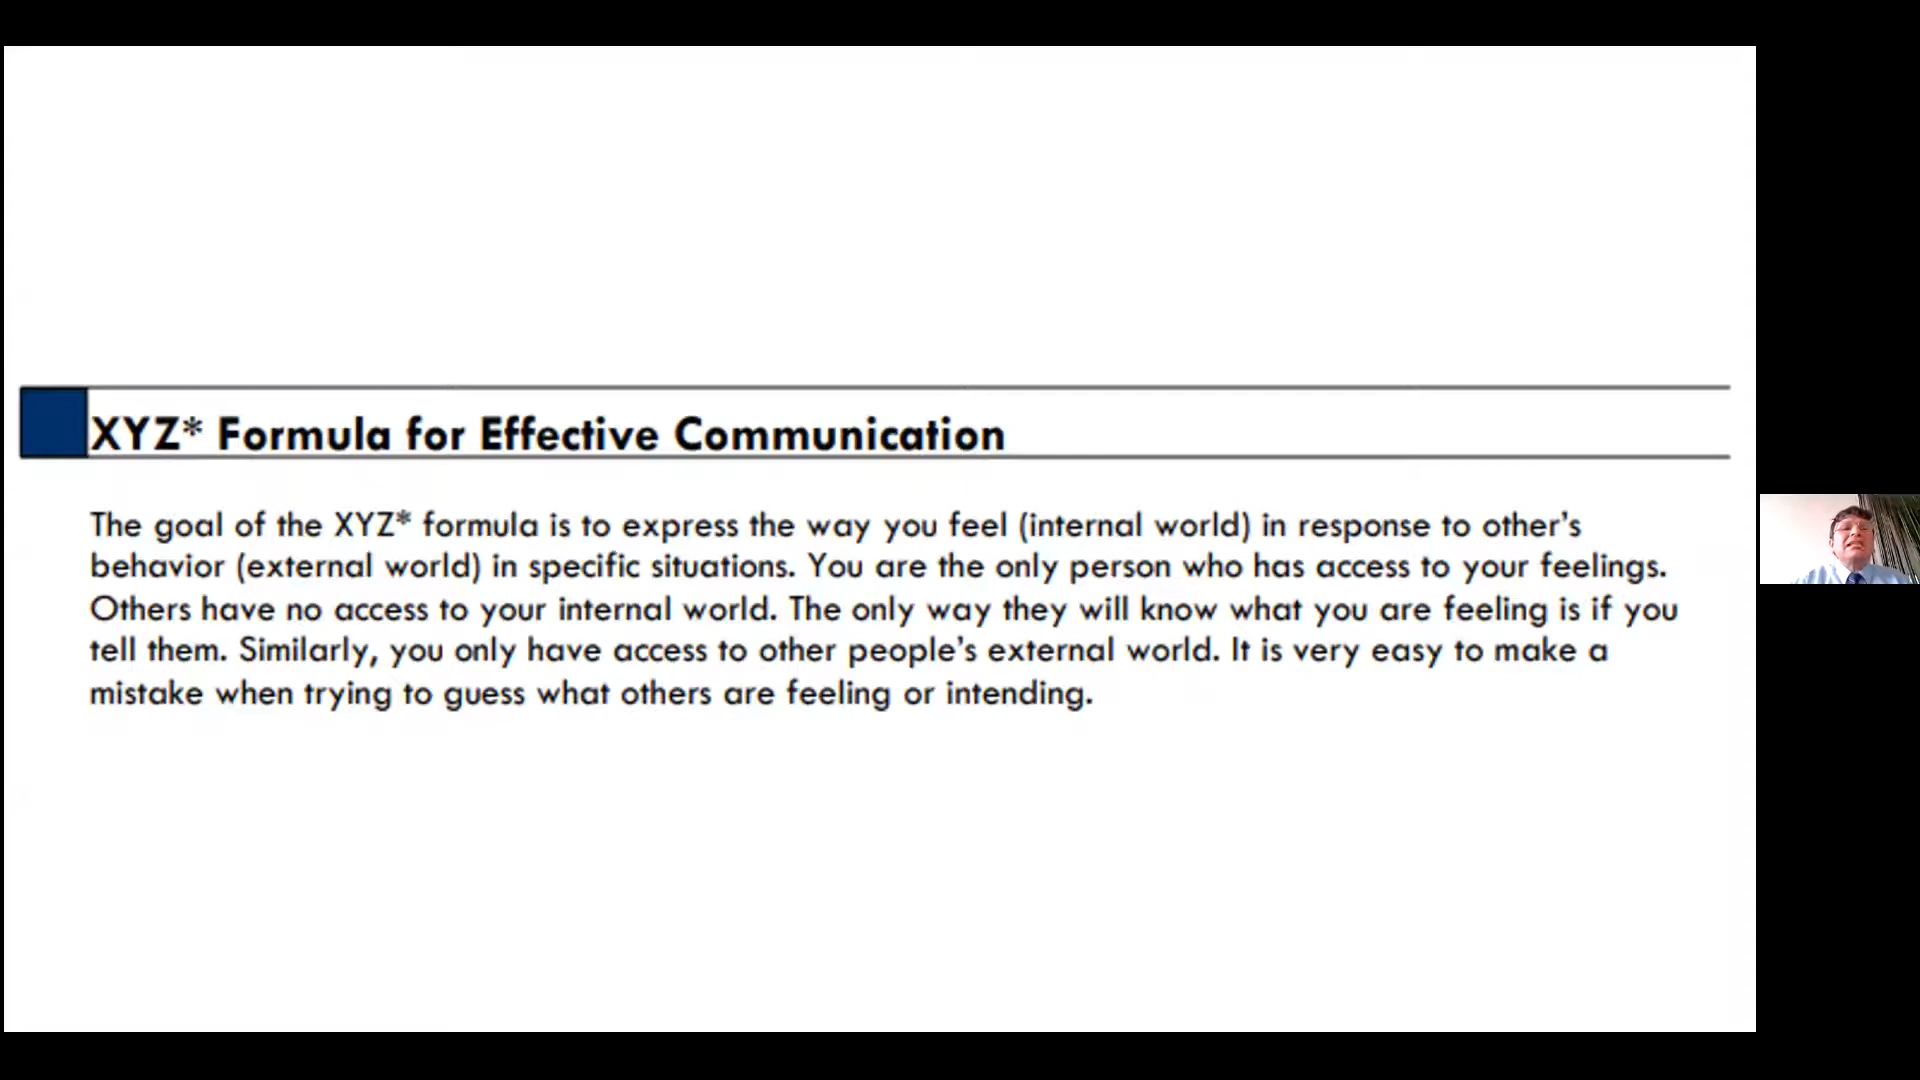 XYZ* Formula for Effective Communication
The goal of the XYZ* formula is to express the way you feel (internal world) in response to other's
behavior (external world) in specific situations. You are the only person who has access to your feelings.
Others have no access to your internal world. The only way they will know what you are feeling is if you
tell them. Similarly, you only have access to other people's external world. It is very easy to make a
mistake when trying to guess what others are feeling or intending.